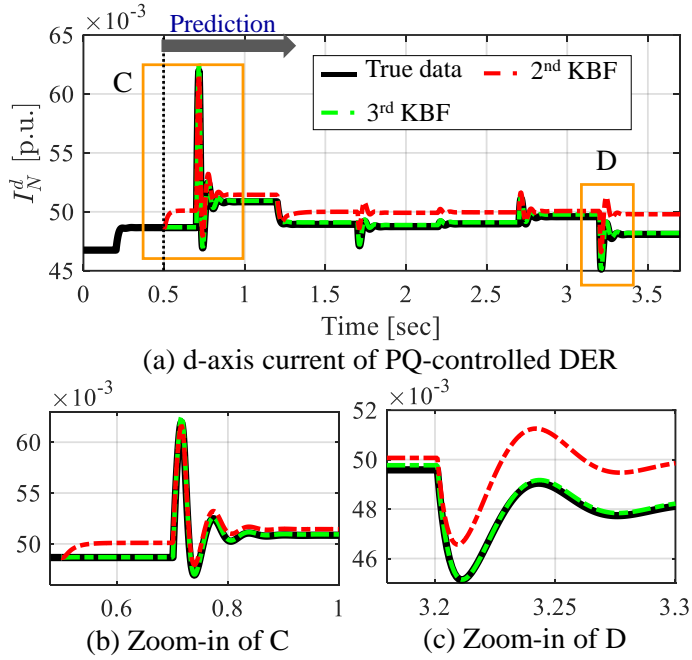 ×10⁻³
Prediction
65
60
55
50
45
I_N^d [p.u.]
C
True data
2nd KBF
3rd KBF
D
0 0.5 1 1.5 2 2.5 3 3.5
Time [sec]
(a) d-axis current of PQ-controlled DER
×10⁻³
60
55
50
0.6 0.8 1
(b) Zoom-in of C
×10⁻³
52
50
48
46
3.2 3.25 3.3
(c) Zoom-in of D